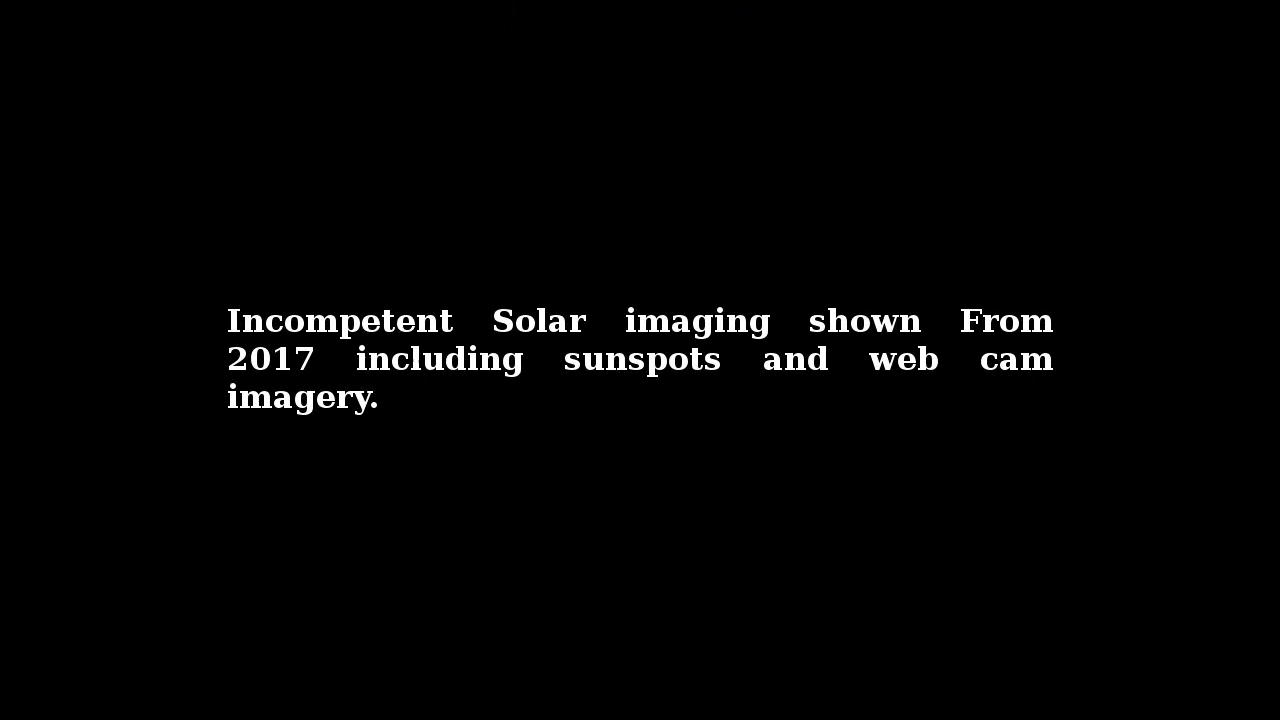 Incompetent Solar imaging shown From
2017 including sunspots and web cam
imagery.